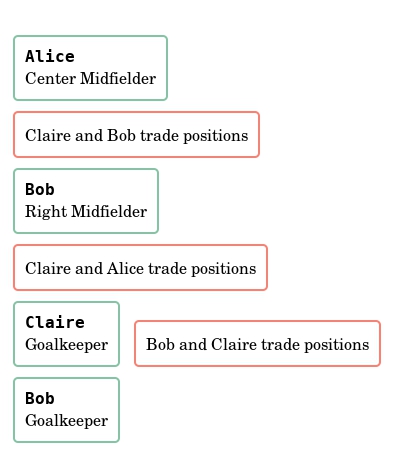 Alice
Center Midfielder
Claire and Bob trade positions
Bob
Right Midfielder
Claire and Alice trade positions
Claire
Goalkeeper
Bob and Claire trade positions
Bob
Goalkeeper